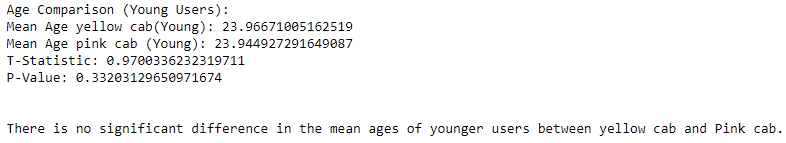 Age Comparison (Young Users):
Mean Age yellow cab(Young): 23.96671005162519
Mean Age pink cab (Young): 23.944927291649087
T-Statistic: 0.9700336232319711
P-Value: 0.33203129650971674
There is no significant difference in the mean ages of younger users between yellow cab and Pink cab.